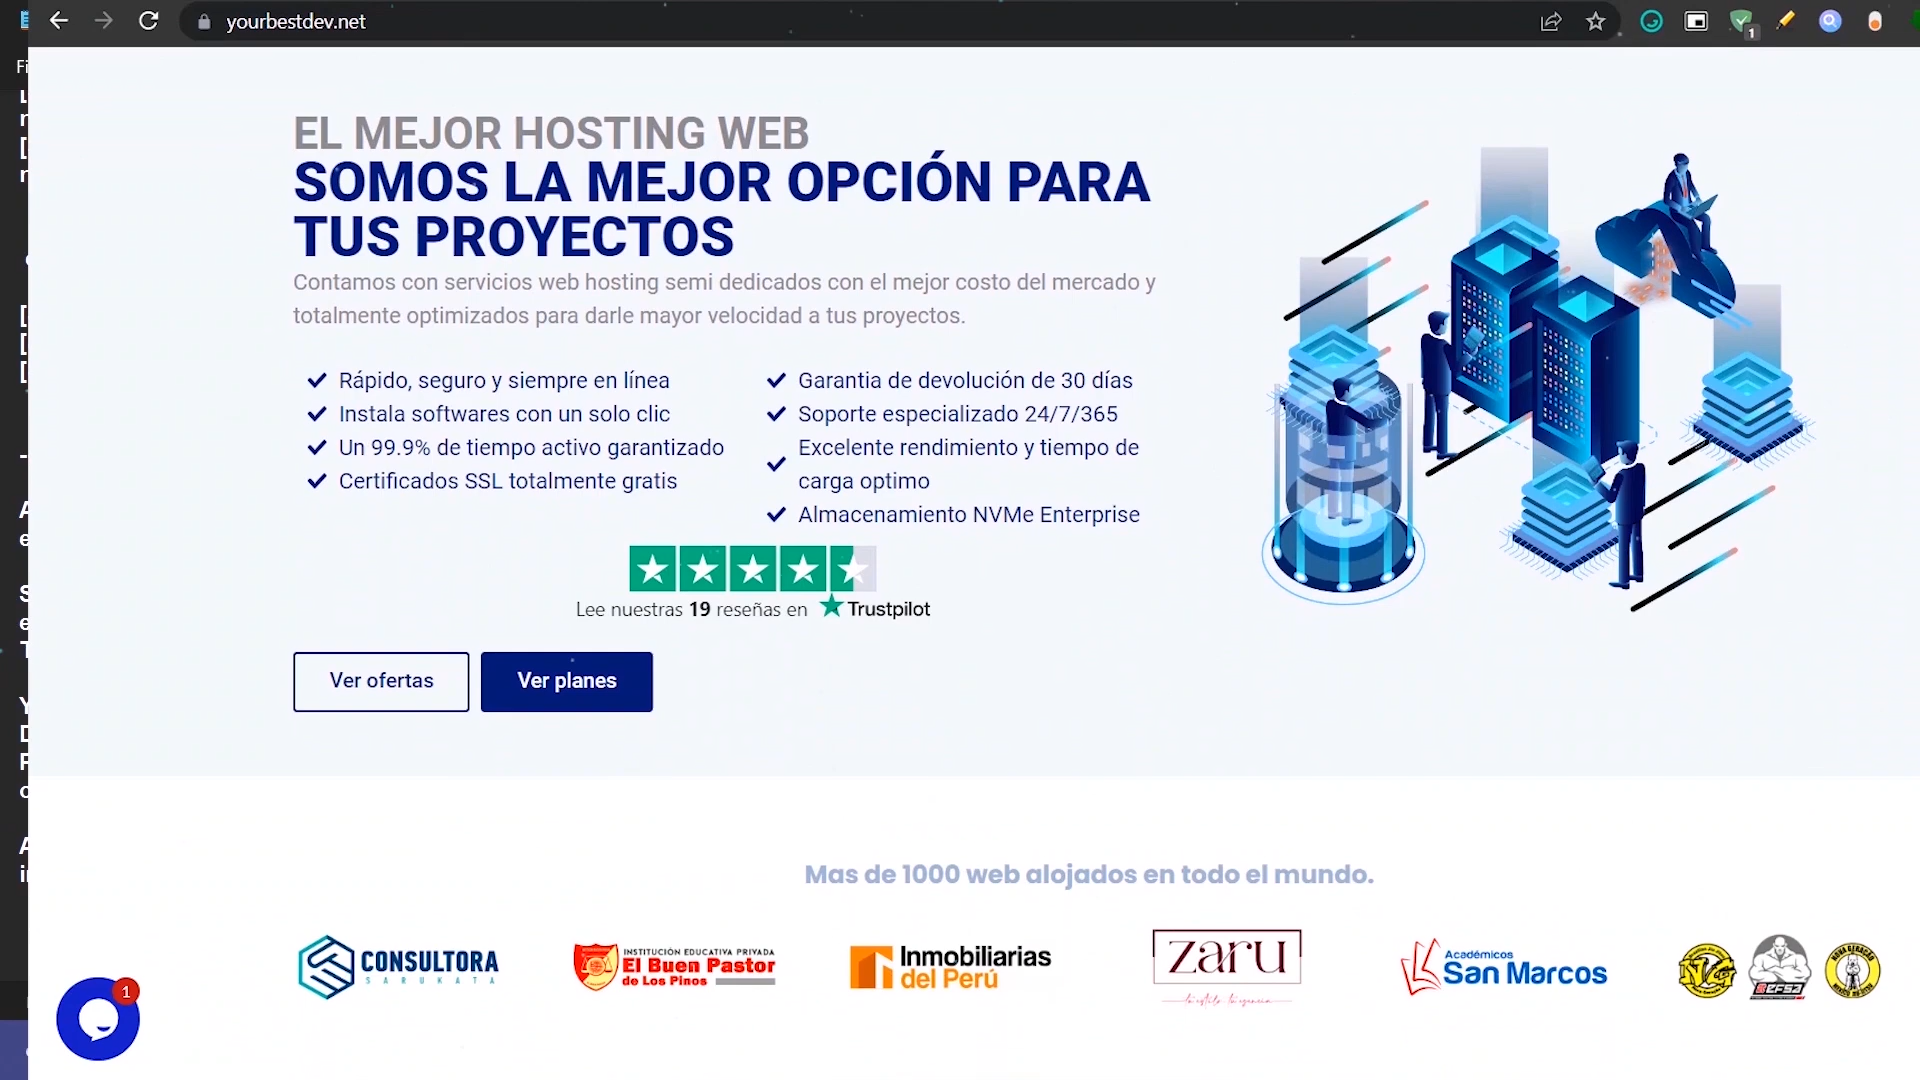 yourbestdev.net
1
EL MEJOR HOSTING WEB
SOMOS LA MEJOR OPCIÓN PARA
TUS PROYECTOS
Contamos con servicios web hosting semi dedicados con el mejor costo del mercado y
totalmente optimizados para darle mayor velocidad a tus proyectos.
Rápido, seguro y siempre en línea
Instala softwares con un solo clic
Un 99.9% de tiempo activo garantizado
Certificados SSL totalmente gratis
Garantia de devolución de 30 días
Soporte especializado 24/7/365
Excelente rendimiento y tiempo de
carga optimo
Almacenamiento NVMe Enterprise
Lee nuestras 19 reseñas en Trustpilot
Ver ofertas
Ver planes
Mas de 1000 web alojados en todo el mundo.
CONSULTORA
SARUKATA
INSTITUCIÓN EDUCATIVA PRIVADA
El Buen Pastor
de Los Pinos
Inmobiliarias
del Perú
zaru
Académicos
San Marcos
1